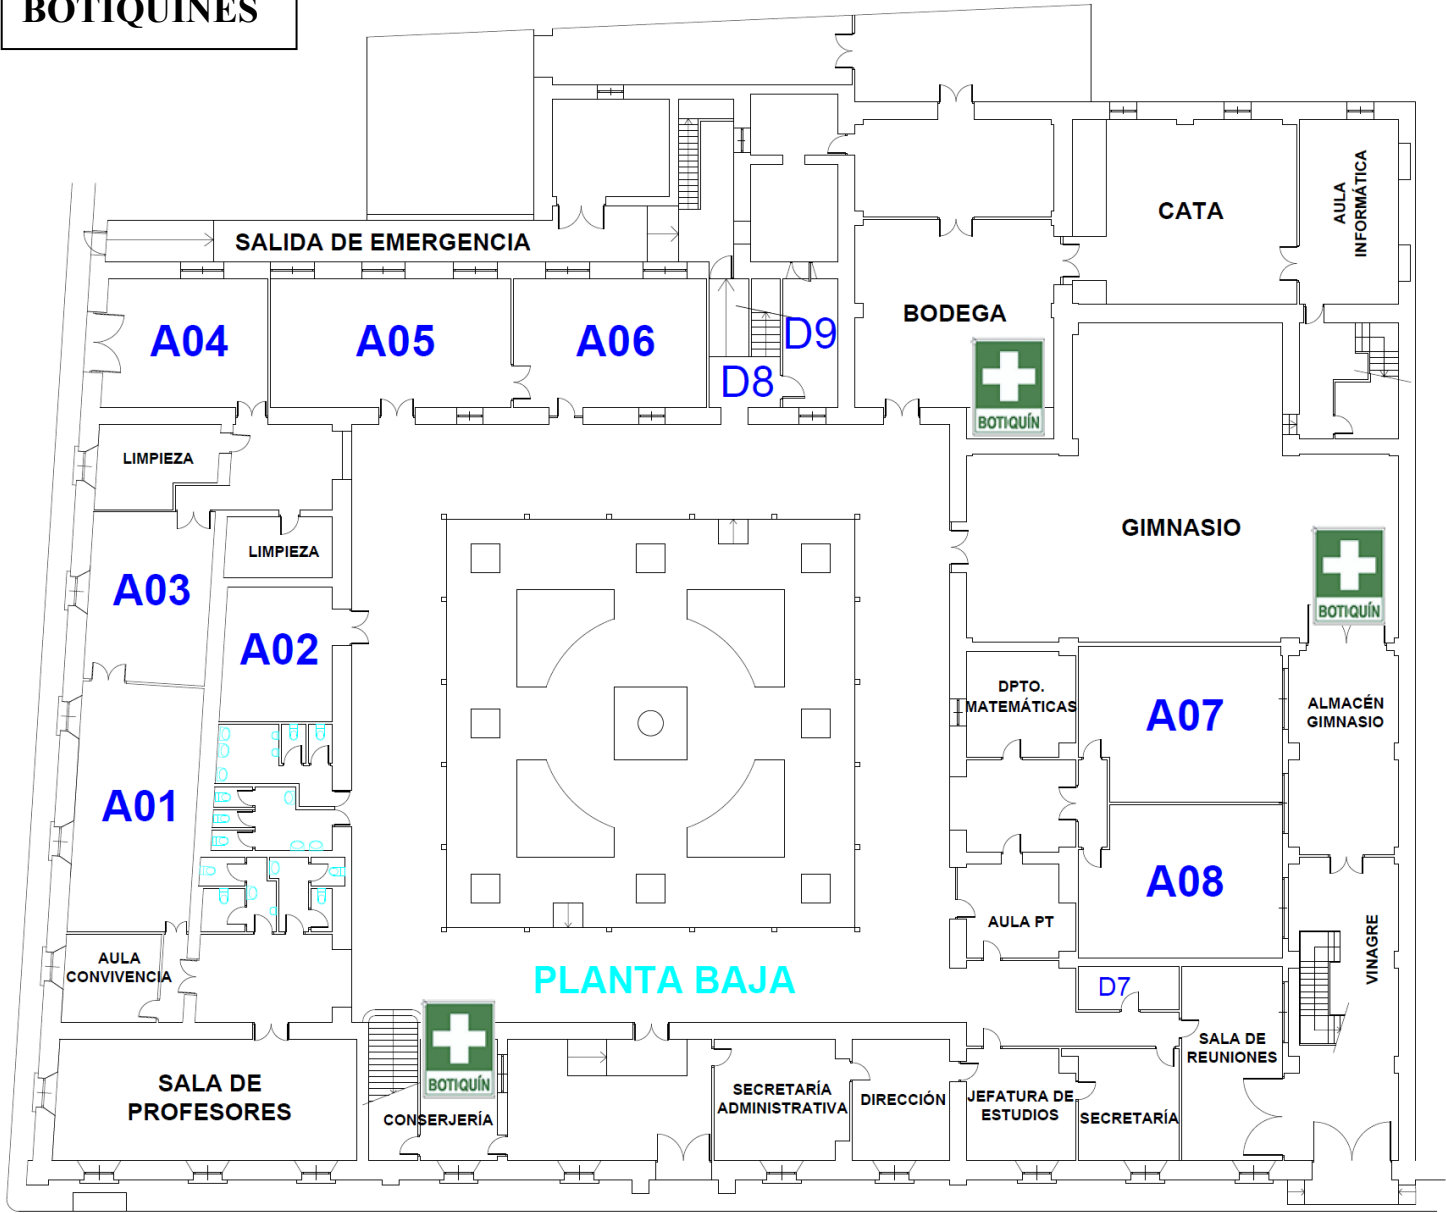 BOTIQUINES
SALIDA DE EMERGENCIA
CATA
AULA
INFORMÁTICA
A04
A05
A06
D9
D8
BODEGA
BOTIQUÍN
LIMPIEZA
LIMPIEZA
A03
A02
GIMNASIO
BOTIQUÍN
DPTO.
MATEMÁTICAS
A07
ALMACÉN
GIMNASIO
A01
A08
AULA PT
VINAGRE
AULA
CONVIVENCIA
PLANTA BAJA
D7
SALA DE
REUNIONES
BOTIQUÍN
SALA DE
PROFESORES
CONSERJERÍA
SECRETARÍA
ADMINISTRATIVA
DIRECCIÓN
JEFATURA DE
ESTUDIOS
SECRETARÍA